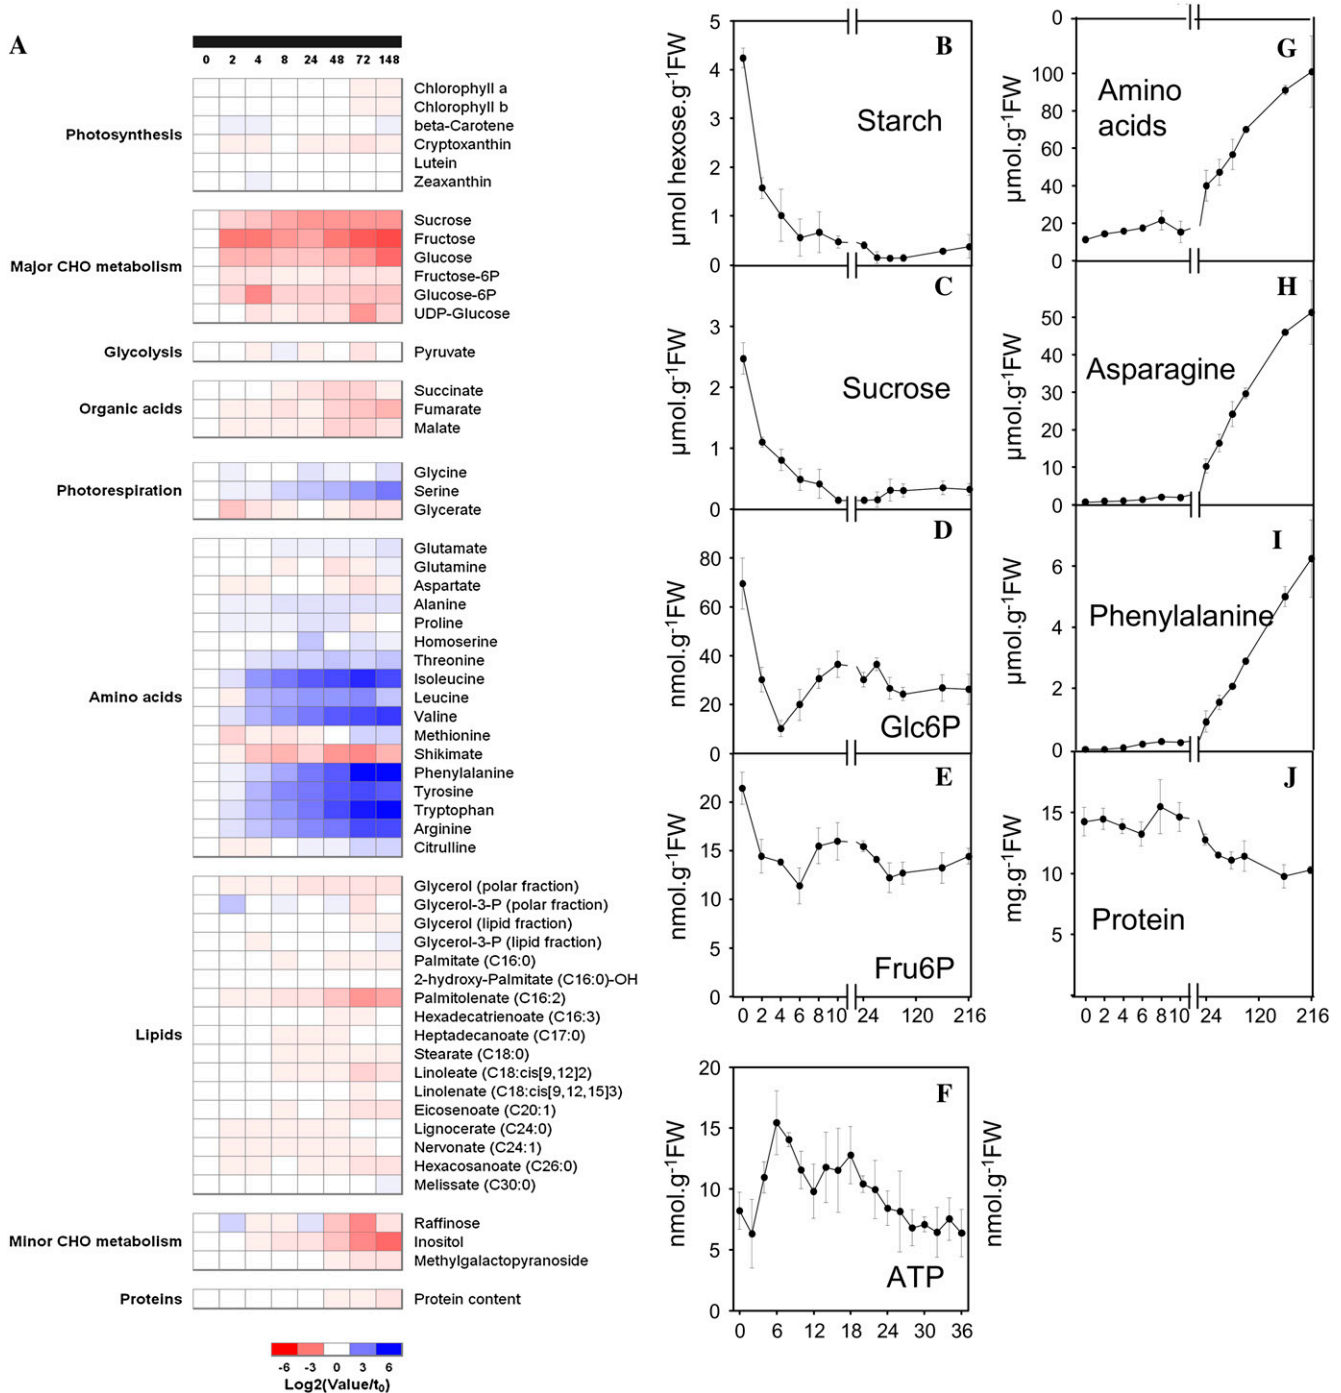 A
0 2 4 8 24 48 72 148
Photosynthesis
Chlorophyll a
Chlorophyll b
beta-Carotene
Cryptoxanthin
Lutein
Zeaxanthin
Major CHO metabolism
Sucrose
Fructose
Glucose
Fructose-6P
Glucose-6P
UDP-Glucose
Glycolysis
Pyruvate
Organic acids
Succinate
Fumarate
Malate
Photorespiration
Glycine
Serine
Glycerate
Amino acids
Glutamate
Glutamine
Aspartate
Alanine
Proline
Homoserine
Threonine
Isoleucine
Leucine
Valine
Methionine
Shikimate
Phenylalanine
Tyrosine
Tryptophan
Arginine
Citrulline
Lipids
Glycerol (polar fraction)
Glycerol-3-P (polar fraction)
Glycerol (lipid fraction)
Glycerol-3-P (lipid fraction)
Palmitate (C16:0)
2-hydroxy-Palmitate (C16:0)-OH
Palmitolenate (C16:2)
Hexadecatrienoate (C16:3)
Heptadecanoate (C17:0)
Stearate (C18:0)
Linoleate (C18:cis[9,12]2)
Linolenate (C18:cis[9,12,15]3)
Eicosenoate (C20:1)
Lignocerate (C24:0)
Nervonate (C24:1)
Hexacosanoate (C26:0)
Melissate (C30:0)
Minor CHO metabolism
Raffinose
Inositol
Methylgalactopyranoside
Proteins
Protein content
-6 -3 0 3 6
Log2(Value/t₀)
B
Starch
µmol hexose.g⁻¹FW
5
4
3
2
1
0
C
Sucrose
µmol.g⁻¹FW
3
2
1
0
D
Glc6P
nmol.g⁻¹FW
80
60
40
20
0
E
Fru6P
nmol.g⁻¹FW
20
15
10
5
0
0 2 4 6 8 10 24 120 216
F
ATP
nmol.g⁻¹FW
20
15
10
5
0
0 6 12 18 24 30 36
nmol.g⁻¹FW
G
Amino
acids
µmol.g⁻¹FW
0
100
80
60
40
20
0
H
Asparagine
µmol.g⁻¹FW
50
40
30
20
10
0
I
Phenylalanine
µmol.g⁻¹FW
6
4
2
0
J
Protein
mg.g⁻¹FW
15
10
5
0 2 4 6 8 10 24 120 216